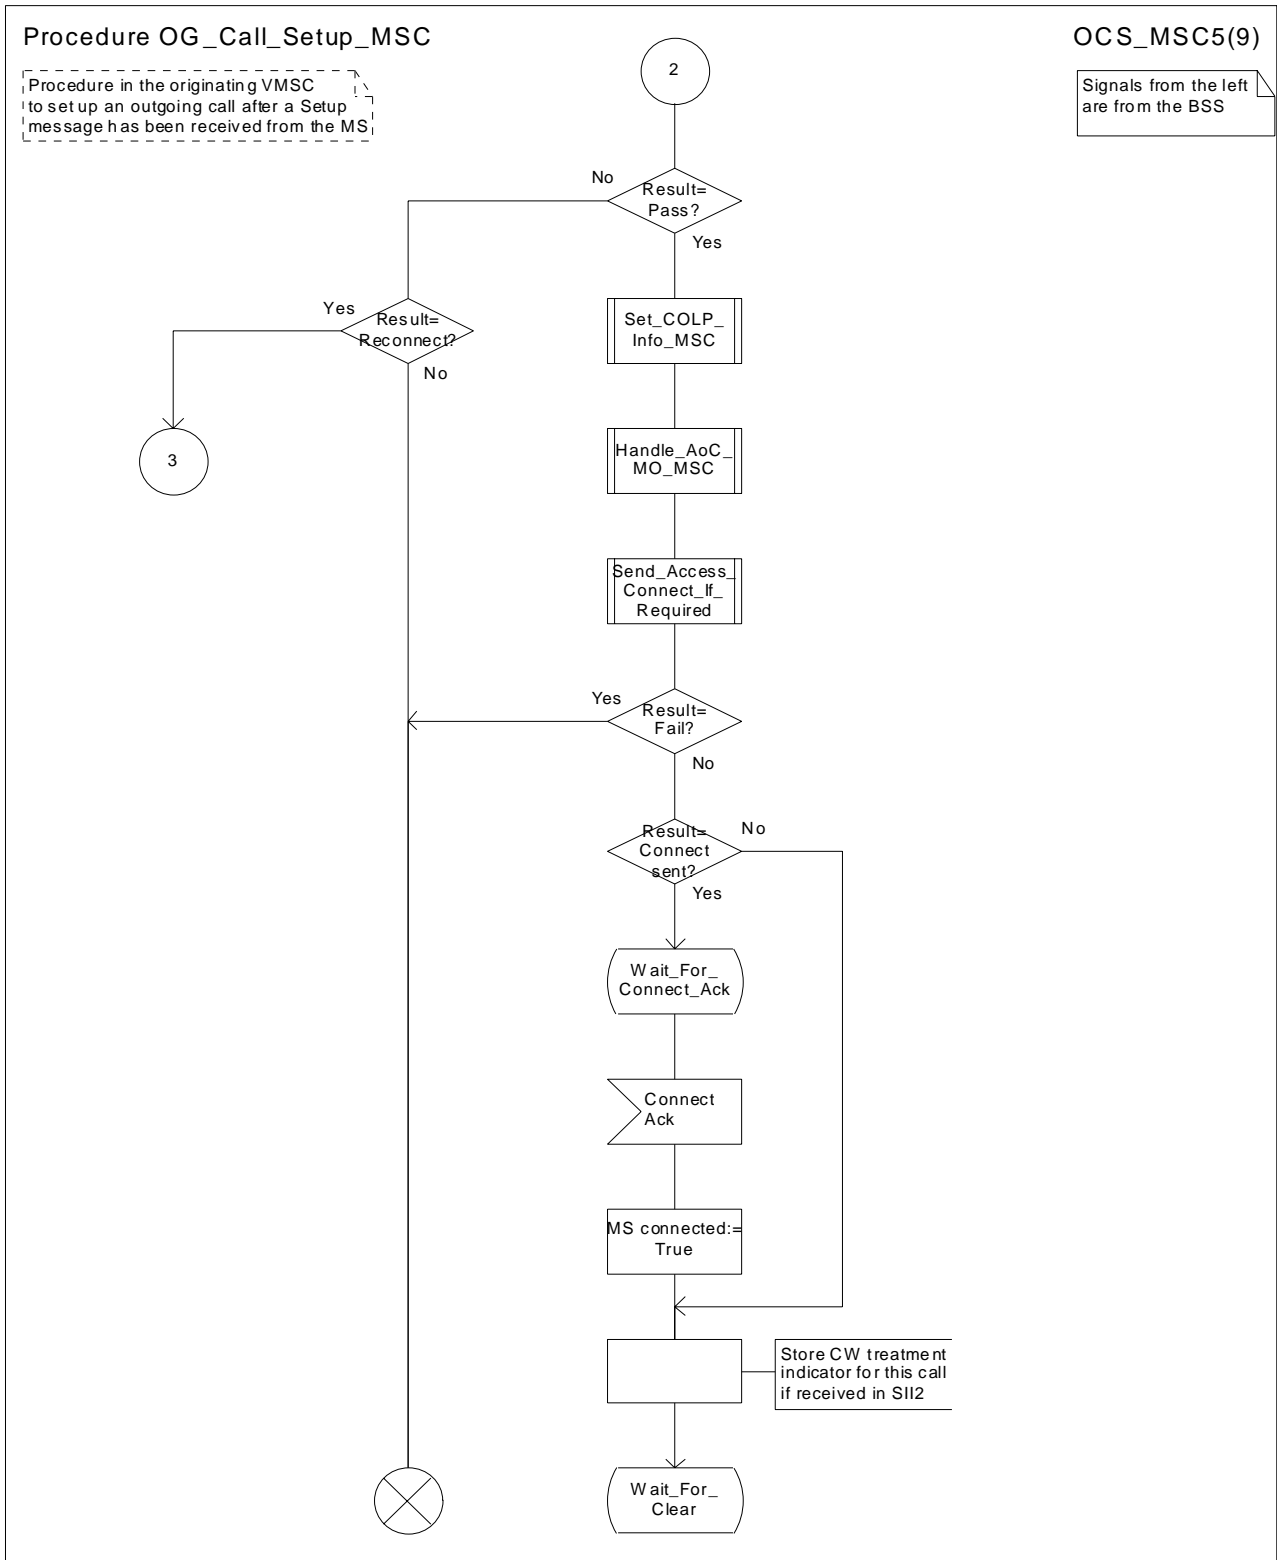 Procedure OG_Call_Setup_MSC
OCS_MSC5(9)
Procedure in the originating VMSC
to set up an outgoing call after a Setup
message has been received from the MS
2
Signals from the left
are from the BSS
No
Result=
Pass?
Yes
Yes
Result=
Reconnect?
No
Set_COLP_
Info_MSC
3
Handle_AoC_
MO_MSC
Send_Access_
Connect_If_
Required
Yes
Result=
Fail?
No
Result=
Connect
sent?
No
Yes
Wait_For_
Connect_Ack
Connect
Ack
MS connected:=
True
Store CW treatment
indicator for this call
if received in SII2
Wait_For_
Clear